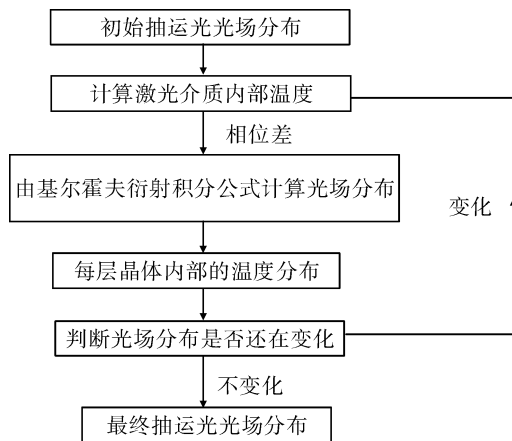 初始抽运光光场分布
计算激光介质内部温度
相位差
由基尔霍夫衍射积分公式计算光场分布
变化
每层晶体内部的温度分布
判断光场分布是否还在变化
不变化
最终抽运光光场分布